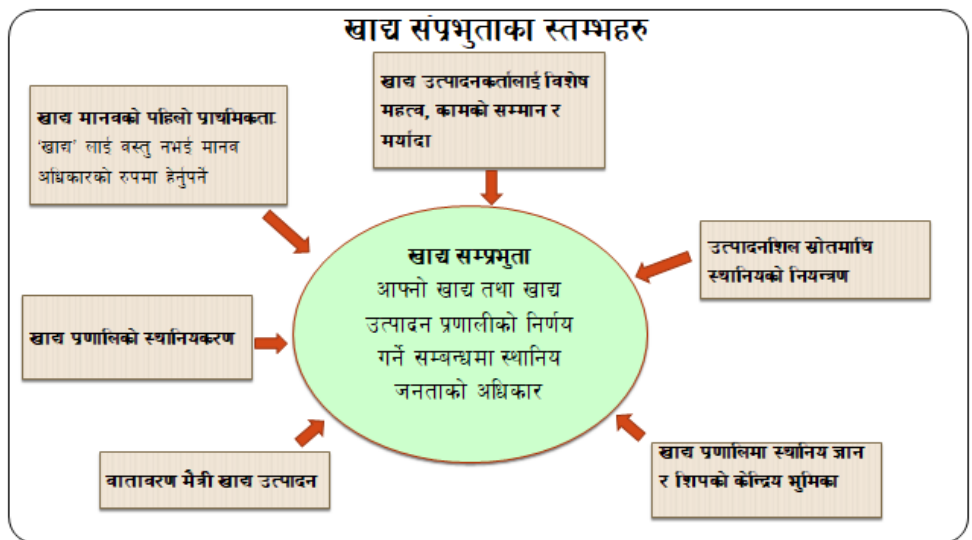 खाद्य संप्रभुताका स्तम्भहरु
खाद्य उत्पादनकर्तालाई विशेष
महत्व, कामको सम्मान र
मर्यादा
खाद्य मानवको पहिलो प्राथमिकता
‘खाद्य’ लाई वस्तु नभई मानव
अधिकारको रुपमा हेर्नुपर्ने
उत्पादनशिल स्रोतमाथि
स्थानियको नियन्त्रण
खाद्य सम्प्रभुता
आफ्नो खाद्य तथा खाद्य
उत्पादन प्रणालीको निर्णय
गर्ने सम्बन्धमा स्थानिय
जनताको अधिकार
खाद्य प्रणालिको स्थानियकरण
वातावरण मैत्री खाद्य उत्पादन
खाद्य प्रणालिमा स्थानिय ज्ञान
र शिपको केन्द्रिय भुमिका